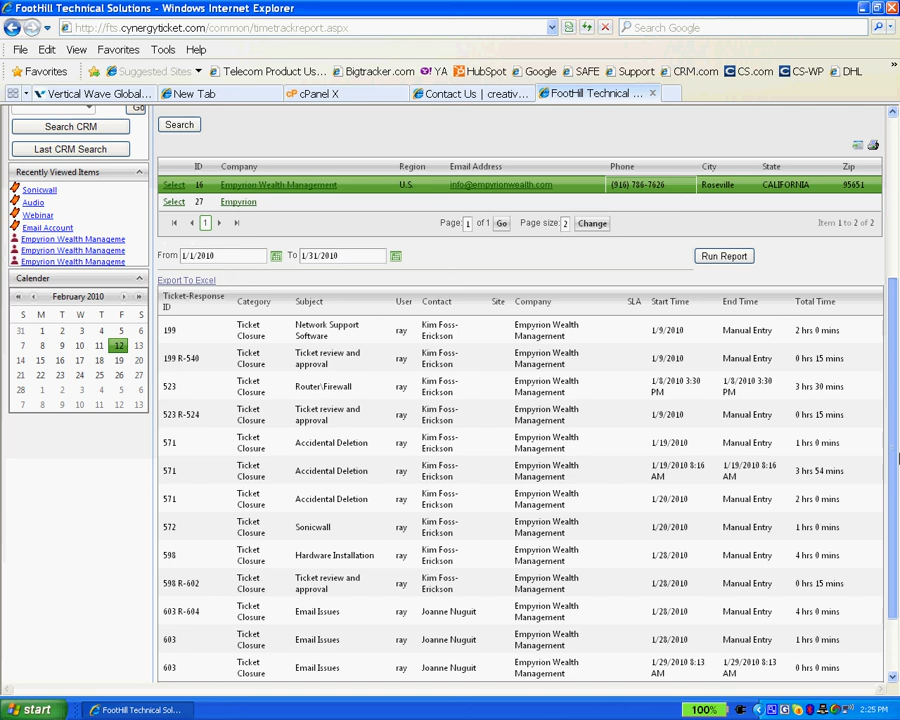 FootHill Technical Solutions - Windows Internet Explorer
http://fts.cynergyticket.com/common/timetrackreport.aspx
Search Google
File Edit View Favorites Tools Help
Favorites Suggested Sites Telecom Product Us... Bigtracker.com Y! YA HubSpot Google SAFE Support CRM.com CS.com CS-WP DHL »
Vertical Wave Global... New Tab cP cPanel X Contact Us | creativ... FootHill Technical ... x
Go
Search CRM
Last CRM Search
Recently Viewed Items
Sonicwall
Audio
Webinar
Email Account
Empyrion Wealth Manageme
Empyrion Wealth Manageme
Empyrion Wealth Manageme
Calender
« ‹ February 2010 › »
S M T W T F S
31 1 2 3 4 5 6
7 8 9 10 11 12 13
14 15 16 17 18 19 20
21 22 23 24 25 26 27
28 1 2 3 4 5 6
7 8 9 10 11 12 13
Search
ID Company Region Email Address Phone City State Zip
Select 16 Empyrion Wealth Management U.S. info@empyrionwealth.com (916) 786-7626 Roseville CALIFORNIA 95651
Select 27 Empyrion
1 Page: 1 of 1 Go Page size: 2 Change Item 1 to 2 of 2
From 1/1/2010 To 1/31/2010 Run Report
Export To Excel
Ticket-Response ID Category Subject User Contact Site Company SLA Start Time End Time Total Time
199 Ticket Closure Network Support Software ray Kim Foss-Erickson Empyrion Wealth Management 1/9/2010 Manual Entry 2 hrs 0 mins
199 R-540 Ticket Closure Ticket review and approval ray Kim Foss-Erickson Empyrion Wealth Management 1/9/2010 Manual Entry 0 hrs 15 mins
523 Ticket Closure Router\Firewall ray Kim Foss-Erickson Empyrion Wealth Management 1/8/2010 3:30 PM 1/8/2010 3:30 PM 3 hrs 30 mins
523 R-524 Ticket Closure Ticket review and approval ray Kim Foss-Erickson Empyrion Wealth Management 1/9/2010 Manual Entry 0 hrs 15 mins
571 Ticket Closure Accidental Deletion ray Kim Foss-Erickson Empyrion Wealth Management 1/19/2010 Manual Entry 1 hrs 0 mins
571 Ticket Closure Accidental Deletion ray Kim Foss-Erickson Empyrion Wealth Management 1/19/2010 8:16 AM 1/19/2010 8:16 AM 3 hrs 54 mins
571 Ticket Closure Accidental Deletion ray Kim Foss-Erickson Empyrion Wealth Management 1/20/2010 Manual Entry 2 hrs 0 mins
572 Ticket Closure Sonicwall ray Kim Foss-Erickson Empyrion Wealth Management 1/20/2010 Manual Entry 1 hrs 0 mins
598 Ticket Closure Hardware Installation ray Kim Foss-Erickson Empyrion Wealth Management 1/28/2010 Manual Entry 4 hrs 0 mins
598 R-602 Ticket Closure Ticket review and approval ray Kim Foss-Erickson Empyrion Wealth Management 1/28/2010 Manual Entry 0 hrs 15 mins
603 R-604 Ticket Closure Email Issues ray Joanne Nuguit Empyrion Wealth Management 1/28/2010 Manual Entry 4 hrs 0 mins
603 Ticket Closure Email Issues ray Joanne Nuguit Empyrion Wealth Management 1/28/2010 Manual Entry 1 hrs 0 mins
603 Ticket Closure Email Issues ray Joanne Nuguit Empyrion Wealth Management 1/29/2010 8:13 AM 1/29/2010 8:13 AM 0 hrs 0 mins
start FootHill Technical Sol... 100% 2:25 PM